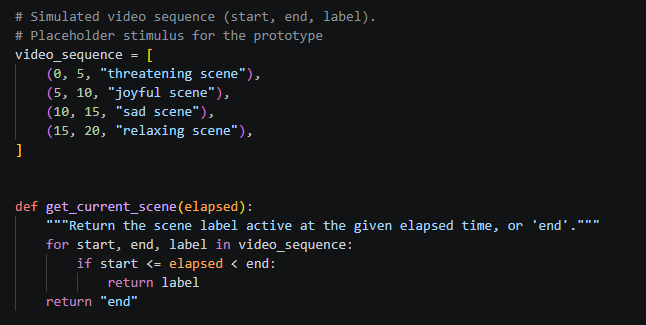 # Simulated video sequence (start, end, label).
# Placeholder stimulus for the prototype
video_sequence = [
    (0, 5, "threatening scene"),
    (5, 10, "joyful scene"),
    (10, 15, "sad scene"),
    (15, 20, "relaxing scene"),
]
def get_current_scene(elapsed):
    """Return the scene label active at the given elapsed time, or 'end'."""
    for start, end, label in video_sequence:
        if start <= elapsed < end:
            return label
    return "end"